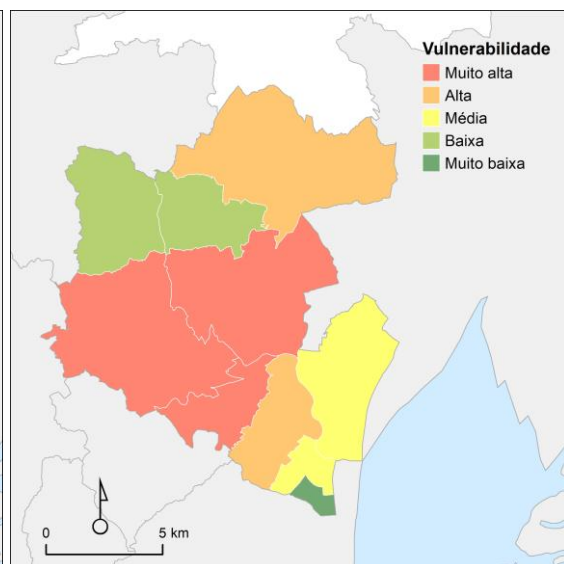 Vulnerabilidade
Muito alta
Alta
Média
Baixa
Muito baixa
0 5 km